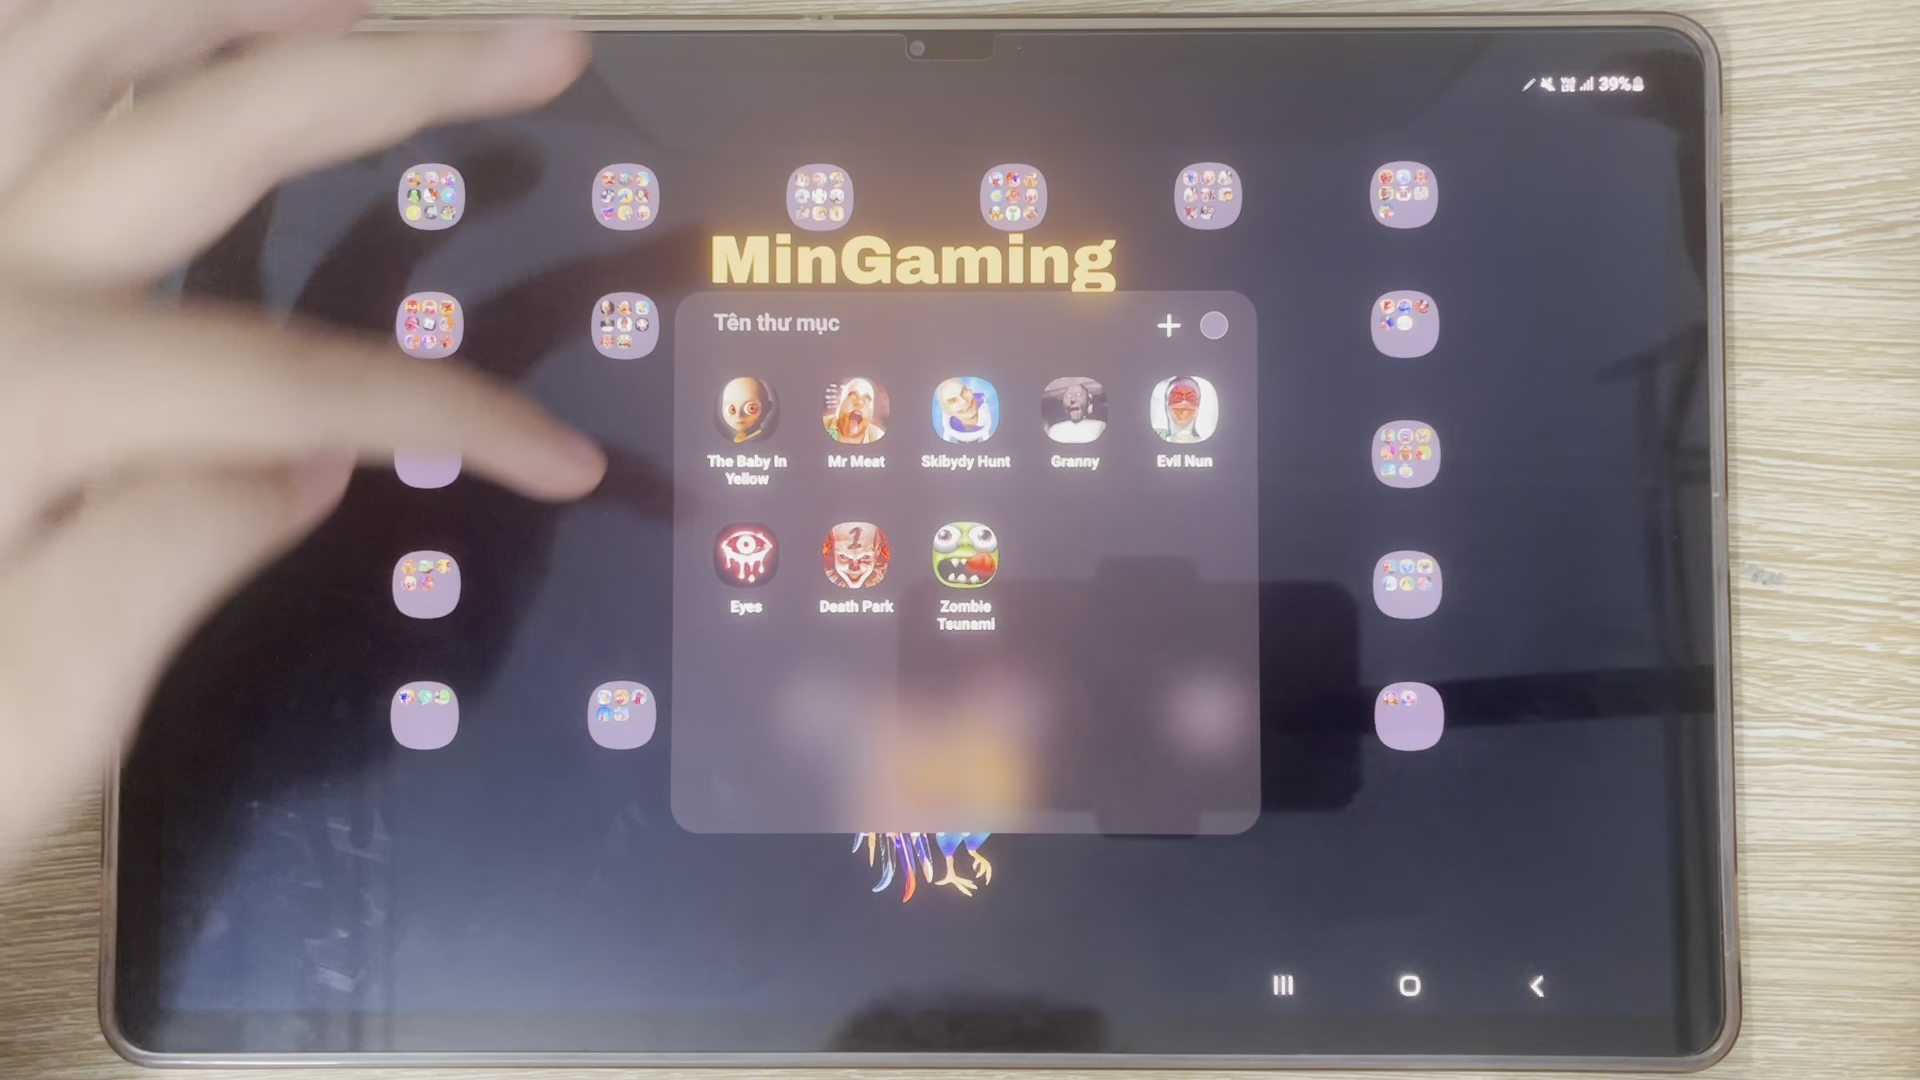 39%
MinGaming
Tên thư mục
The Baby In
Yellow
Mr Meat
Skibydy Hunt
Granny
Evil Nun
Eyes
1
Death Park
Zombie
Tsunami